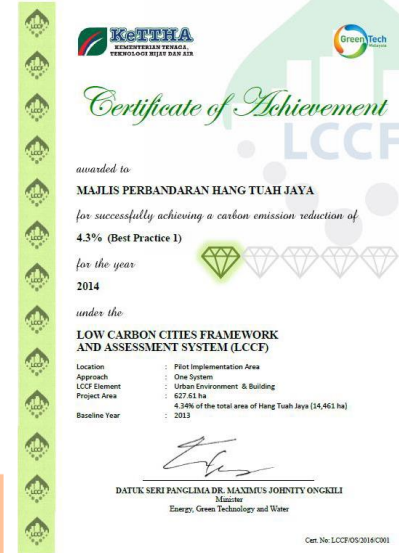 KeTTHA
KEMENTERIAN TENAGA,
TEKNOLOGI HIJAU DAN AIR
GreenTech
Malaysia
Certificate of Achievement
LCCF
awarded to
MAJLIS PERBANDARAN HANG TUAH JAYA
for successfully achieving a carbon emission reduction of
4.3% (Best Practice 1)
for the year
2014
under the
LOW CARBON CITIES FRAMEWORK
AND ASSESSMENT SYSTEM (LCCF)
Location : Pilot Implementation Area
Approach : One System
LCCF Element : Urban Environment & Building
Project Area : 627.61 ha
4.34% of the total area of Hang Tuah Jaya (14,461 ha)
Baseline Year : 2013
DATUK SERI PANGLIMA DR. MAXIMUS JOHNITY ONGKILI
Minister
Energy, Green Technology and Water
Cert. No: LCCF/OS/2016/C001